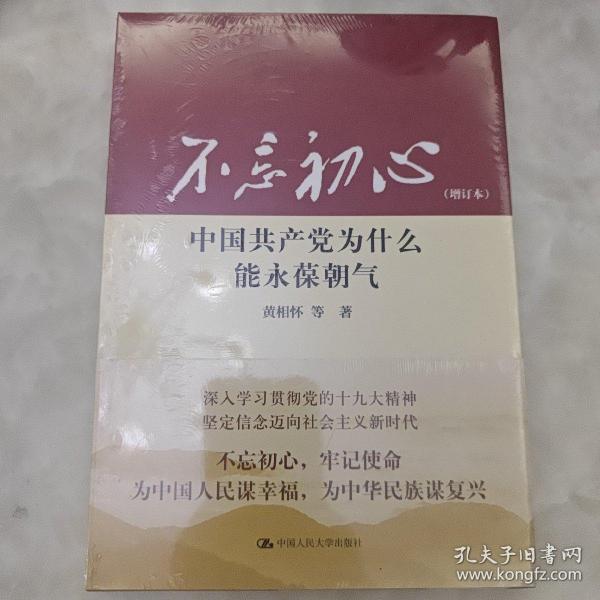 不忘初心
(增订本)
中国共产党为什么
能永葆朝气
黄相怀 等 著
深入学习贯彻党的十九大精神
坚定信念迈向社会主义新时代
不忘初心，牢记使命
为中国人民谋幸福，为中华民族谋复兴
中国人民大学出版社
孔夫子旧书网
www.kongfz.com